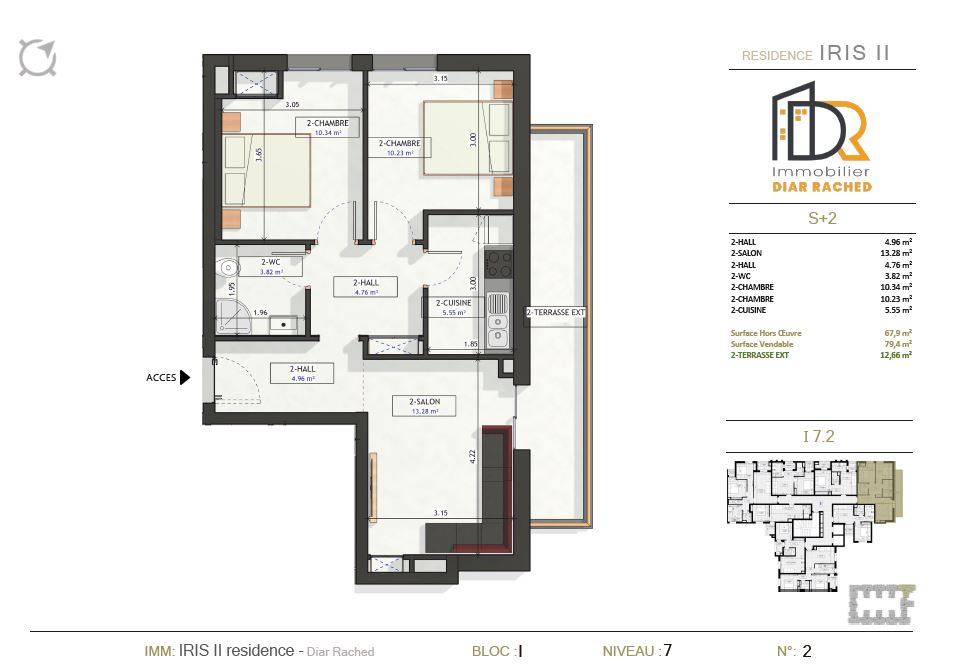 RESIDENCE IRIS II
Immobilier
DIAR RACHED
S+2
2-HALL 4.96 m²
2-SALON 13.28 m²
2-HALL 4.76 m²
2-WC 3.82 m²
2-CHAMBRE 10.34 m²
2-CHAMBRE 10.23 m²
2-CUISINE 5.55 m²
Surface Hors Œuvre 67,9 m²
Surface Vendable 79,4 m²
2-TERRASSE EXT 12,66 m²
I 7.2
3.05
3.15
2-CHAMBRE
10.34 m²
3.65
2-CHAMBRE
10.23 m²
3.00
2-WC
3.82 m²
1.95
1.96
2-HALL
4.76 m²
3.00
2-CUISINE
5.55 m²
1.85
2-TERRASSE EXT
ACCES
2-HALL
4.96 m²
2-SALON
13.28 m²
4.22
3.15
IMM: IRIS II residence - Diar Rached
BLOC : I
NIVEAU : 7
N°: 2